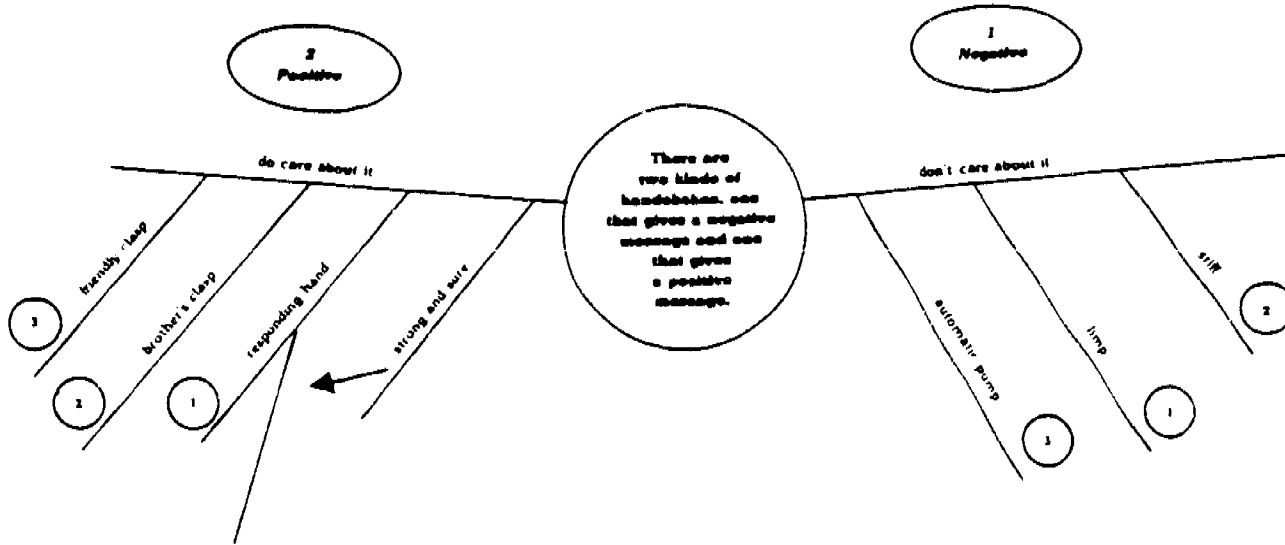 2
Positive
1
Negative
do care about it
don't care about it
There are
two kinds of
handshakes, one
that gives a negative
message and one
that gives
a positive
message.
friendly clasp
brother's clasp
responding hand
strong and sure
automatic pump
limp
stiff
3
2
1
3
1
2